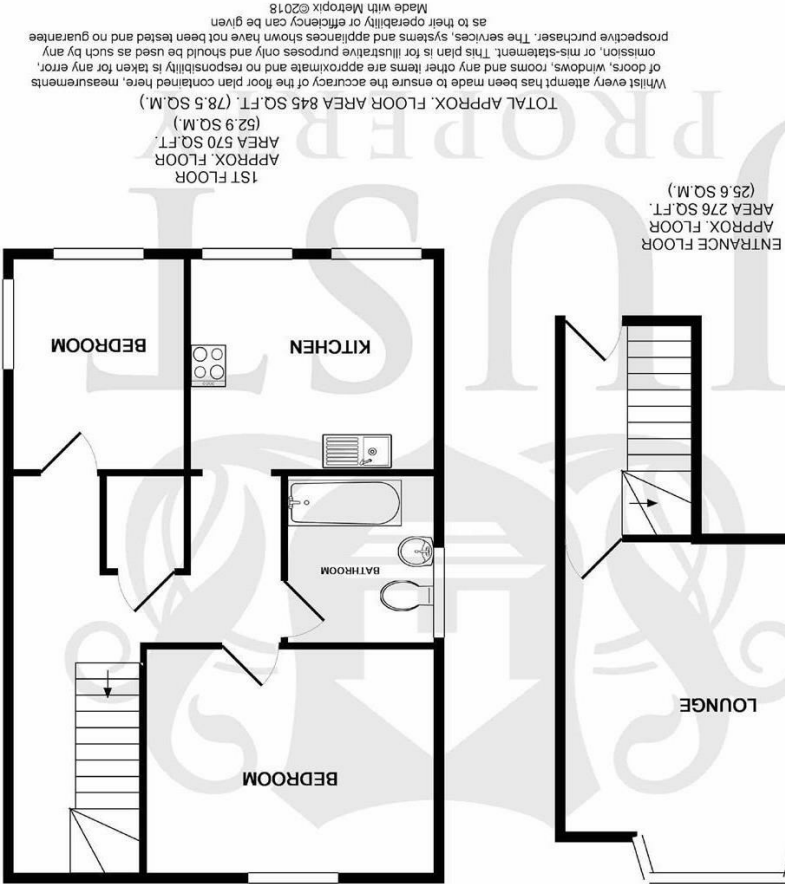 BEDROOM
LOUNGE
BATHROOM
KITCHEN
BEDROOM
JUST
PROPERTY
ENTRANCE FLOOR
APPROX. FLOOR
AREA 276 SQ.FT.
(25.6 SQ.M.)
1ST FLOOR
APPROX. FLOOR
AREA 570 SQ.FT.
(52.9 SQ.M.)
TOTAL APPROX. FLOOR AREA 845 SQ.FT. (78.5 SQ.M.)
Whilst every attempt has been made to ensure the accuracy of the floor plan contained here, measurements
of doors, windows, rooms and any other items are approximate and no responsibility is taken for any error,
omission, or mis-statement. This plan is for illustrative purposes only and should be used as such by any
prospective purchaser. The services, systems and appliances shown have not been tested and no guarantee
as to their operability or efficiency can be given
Made with Metropix ©2018